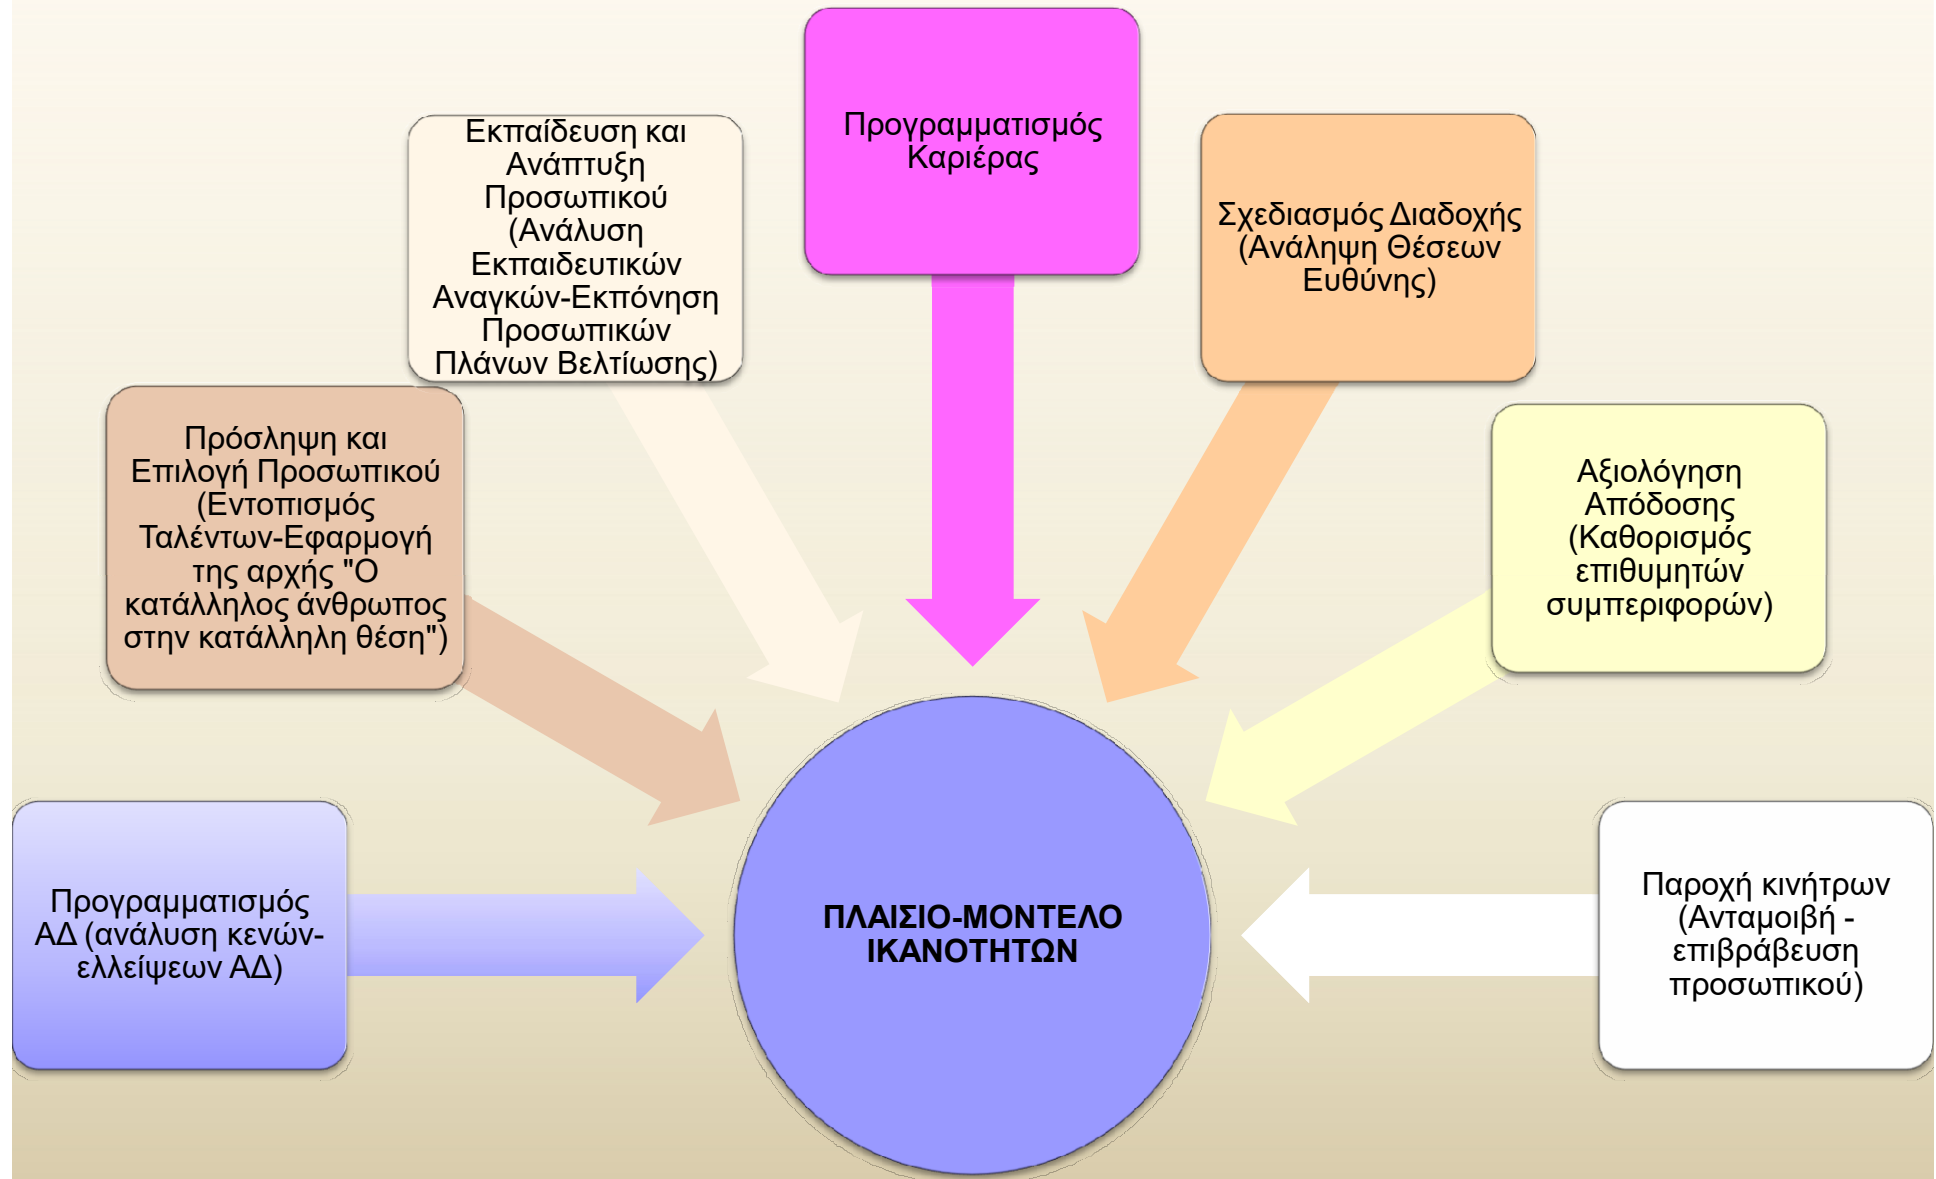 Προγραμματισμός
Καριέρας
Εκπαίδευση και
Ανάπτυξη
Προσωπικού
(Ανάλυση
Εκπαιδευτικών
Αναγκών-Εκπόνηση
Προσωπικών
Πλάνων Βελτίωσης)
Σχεδιασμός Διαδοχής
(Ανάληψη Θέσεων
Ευθύνης)
Πρόσληψη και
Επιλογή Προσωπικού
(Εντοπισμός
Ταλέντων-Εφαρμογή
της αρχής "Ο
κατάλληλος άνθρωπος
στην κατάλληλη θέση")
Αξιολόγηση
Απόδοσης
(Καθορισμός
επιθυμητών
συμπεριφορών)
Προγραμματισμός
ΑΔ (ανάλυση κενών-
ελλείψεων ΑΔ)
ΠΛΑΙΣΙΟ-ΜΟΝΤΕΛΟ
ΙΚΑΝΟΤΗΤΩΝ
Παροχή κινήτρων
(Ανταμοιβή -
επιβράβευση
προσωπικού)